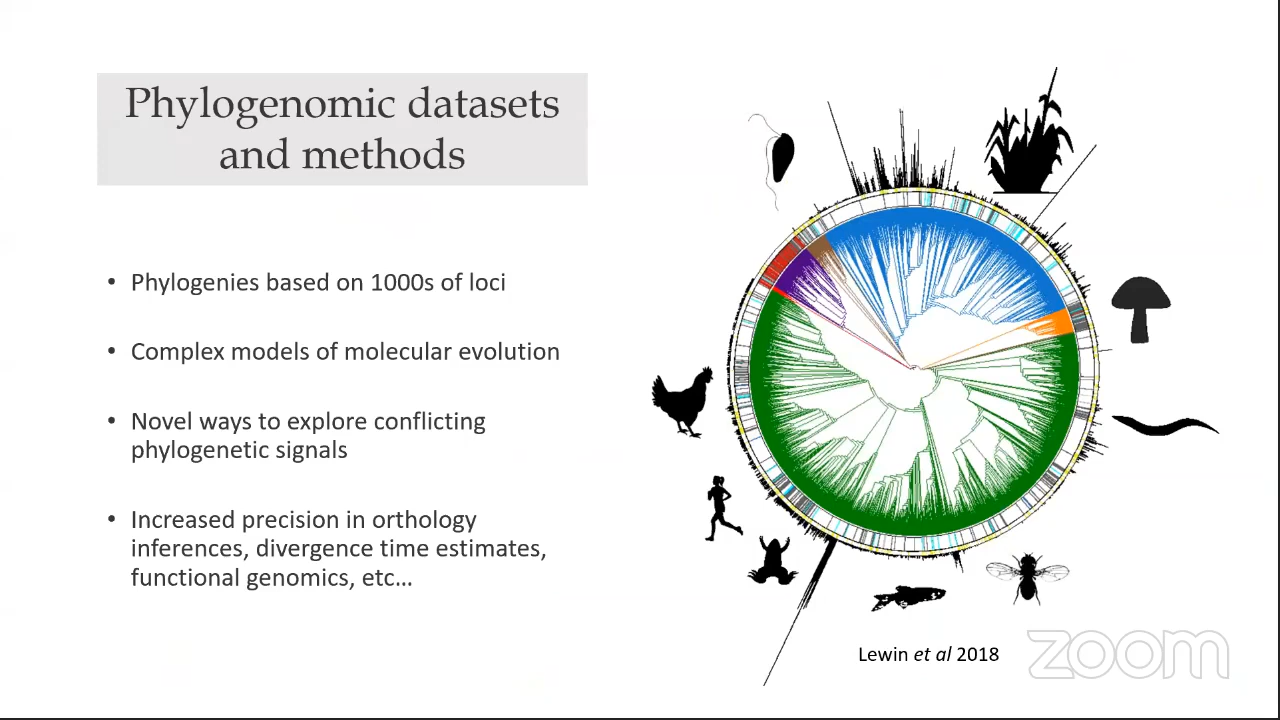 Phylogenomic datasets
and methods
• Phylogenies based on 1000s of loci
• Complex models of molecular evolution
• Novel ways to explore conflicting
phylogenetic signals
• Increased precision in orthology
inferences, divergence time estimates,
functional genomics, etc...
Lewin et al 2018
zoom